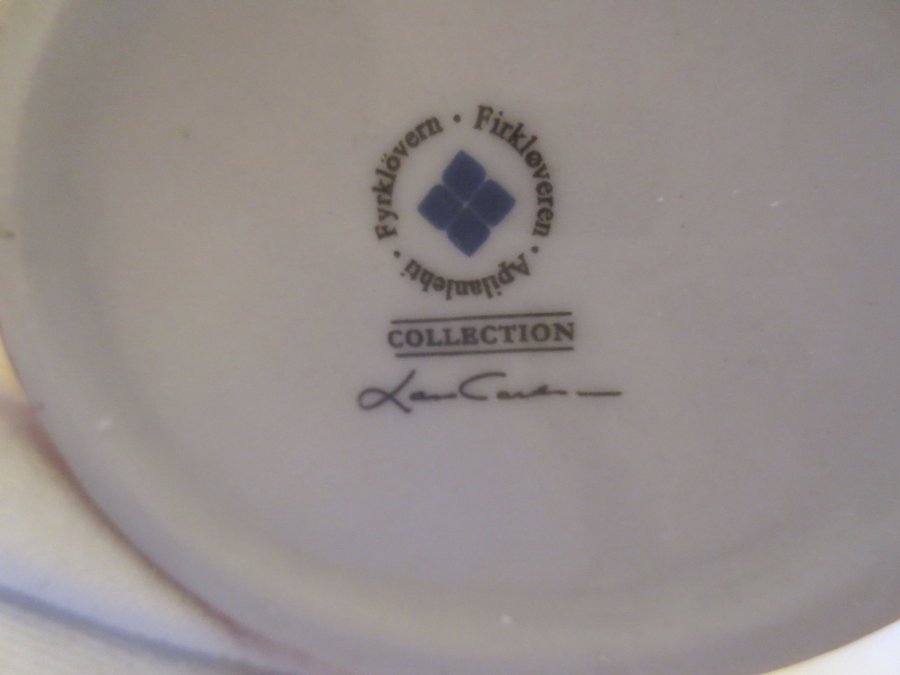 Fyrklövern · Firkløveren · Apilanlehti ·
COLLECTION